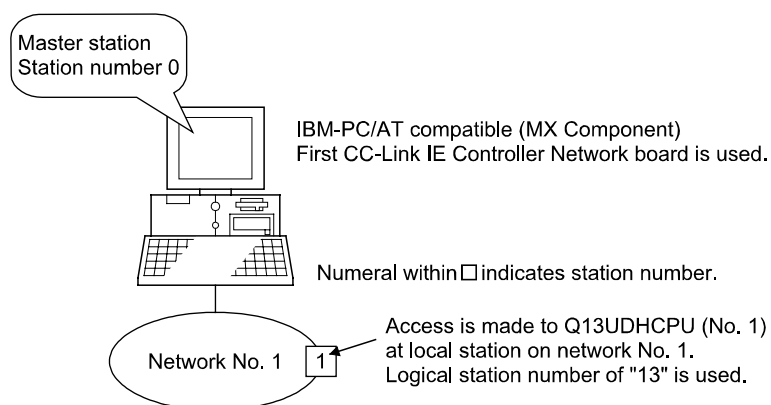 Master station
Station number 0
IBM-PC/AT compatible (MX Component)
First CC-Link IE Controller Network board is used.
Numeral within □ indicates station number.
Network No. 1
1
Access is made to Q13UDHCPU (No. 1)
at local station on network No. 1.
Logical station number of "13" is used.